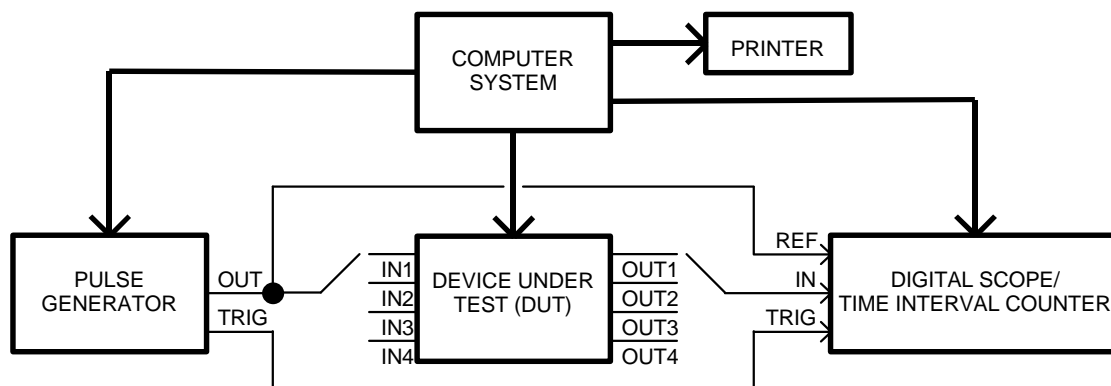 COMPUTER
SYSTEM
PRINTER
PULSE
GENERATOR
OUT
TRIG
IN1
IN2
IN3
IN4
DEVICE UNDER
TEST (DUT)
OUT1
OUT2
OUT3
OUT4
REF
IN
TRIG
DIGITAL SCOPE/
TIME INTERVAL COUNTER